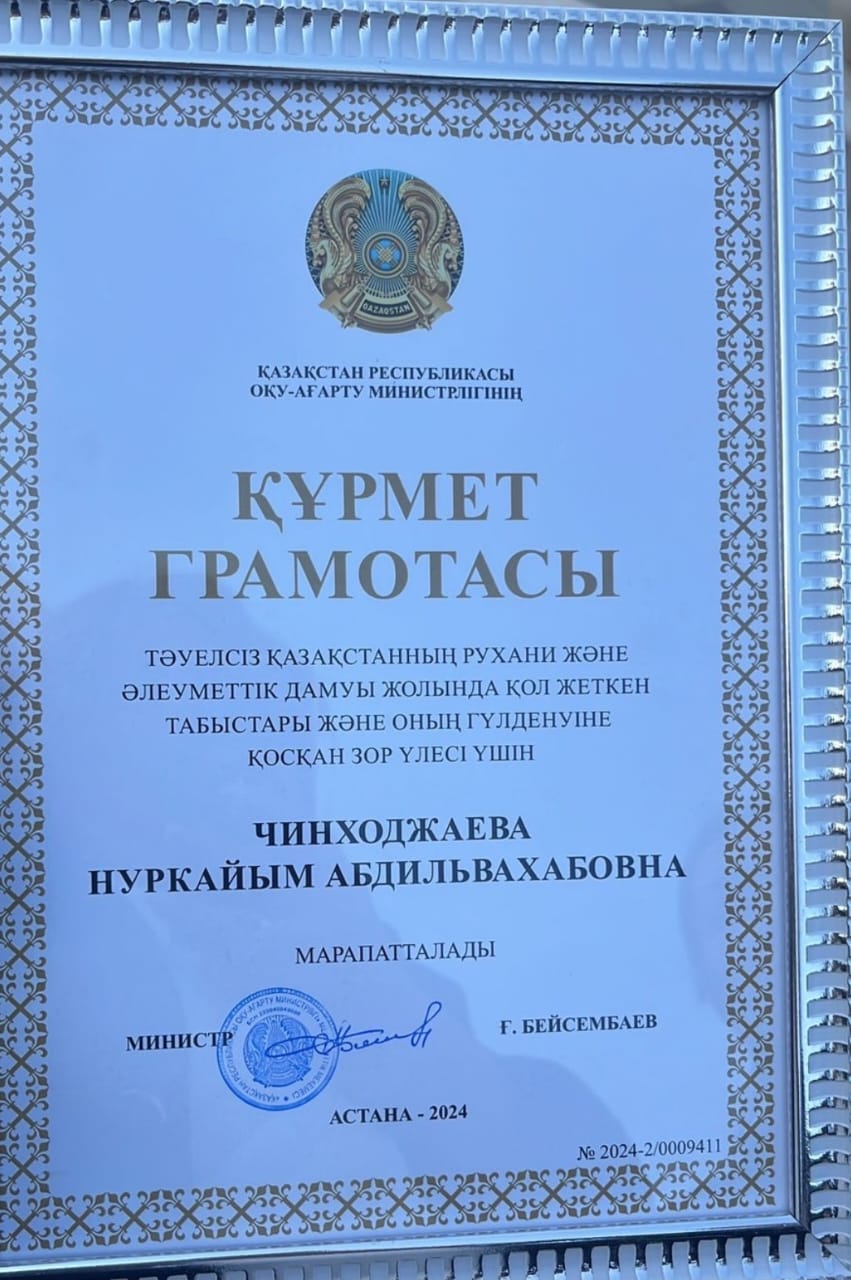 QAZAQSTAN
ҚАЗАҚСТАН РЕСПУБЛИКАСЫ
ОҚУ-АҒАРТУ МИНИСТРЛІГІНІҢ
ҚҰРМЕТ
ГРАМОТАСЫ
ТӘУЕЛСІЗ ҚАЗАҚСТАННЫҢ РУХАНИ ЖӘНЕ
ӘЛЕУМЕТТІК ДАМУЫ ЖОЛЫНДА ҚОЛ ЖЕТКЕН
ТАБЫСТАРЫ ЖӘНЕ ОНЫҢ ГҮЛДЕНУІНЕ
ҚОСҚАН ЗОР ҮЛЕСІ ҮШІН
ЧИНХОДЖАЕВА
НУРКАЙЫМ АБДИЛЬВАХАБОВНА
МАРАПАТТАЛАДЫ
МИНИСТР
Ғ. БЕЙСЕМБАЕВ
АСТАНА - 2024
№ 2024-2/0009411